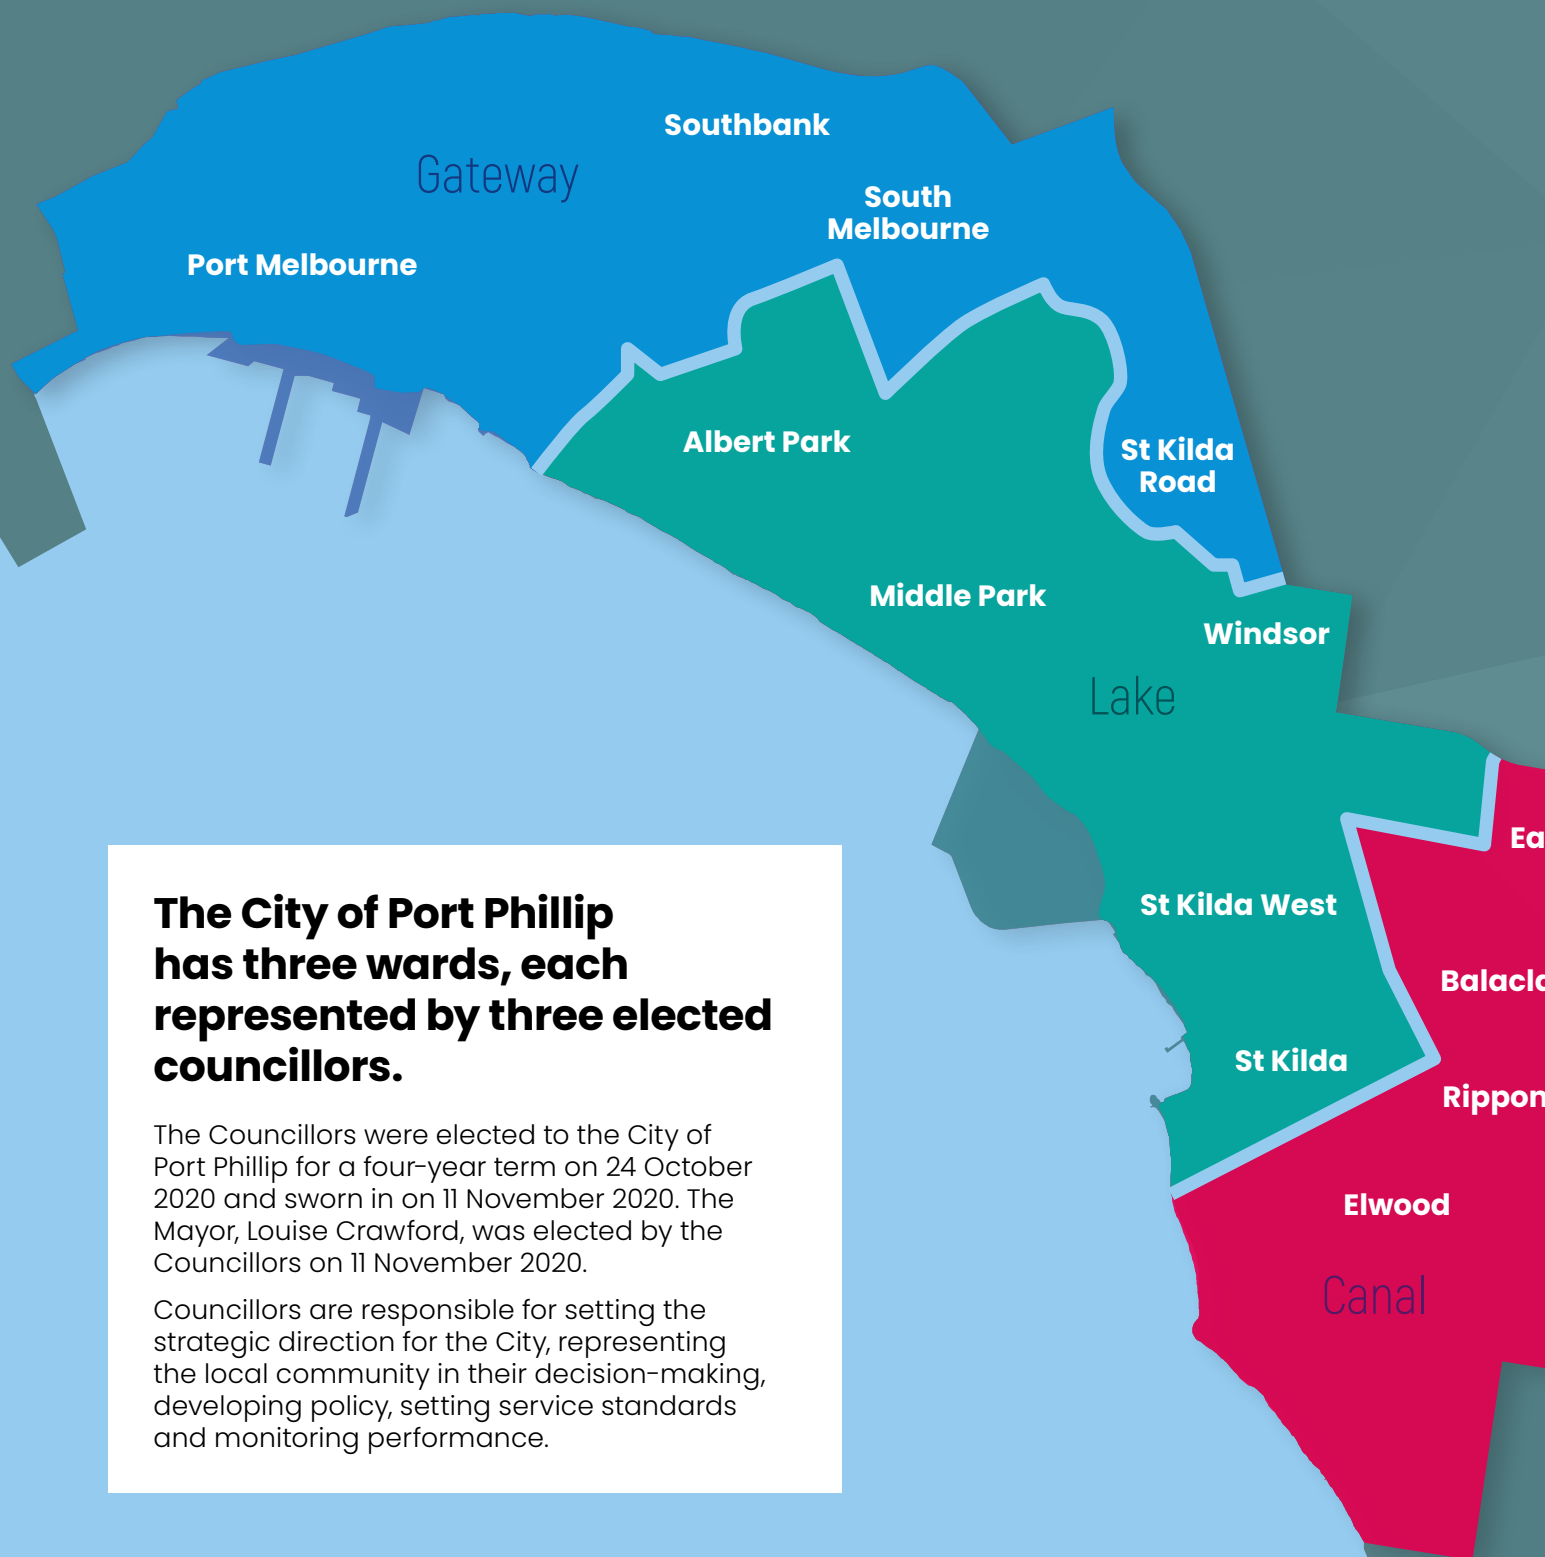 Southbank
Gateway
South
Melbourne
Port Melbourne
Albert Park
St Kilda
Road
Middle Park
Windsor
Lake
St Kilda West
St Kilda
Elwood
Canal
The City of Port Phillip
has three wards, each
represented by three elected
councillors.
The Councillors were elected to the City of
Port Phillip for a four-year term on 24 October
2020 and sworn in on 11 November 2020. The
Mayor, Louise Crawford, was elected by the
Councillors on 11 November 2020.
Councillors are responsible for setting the
strategic direction for the City, representing
the local community in their decision-making,
developing policy, setting service standards
and monitoring performance.